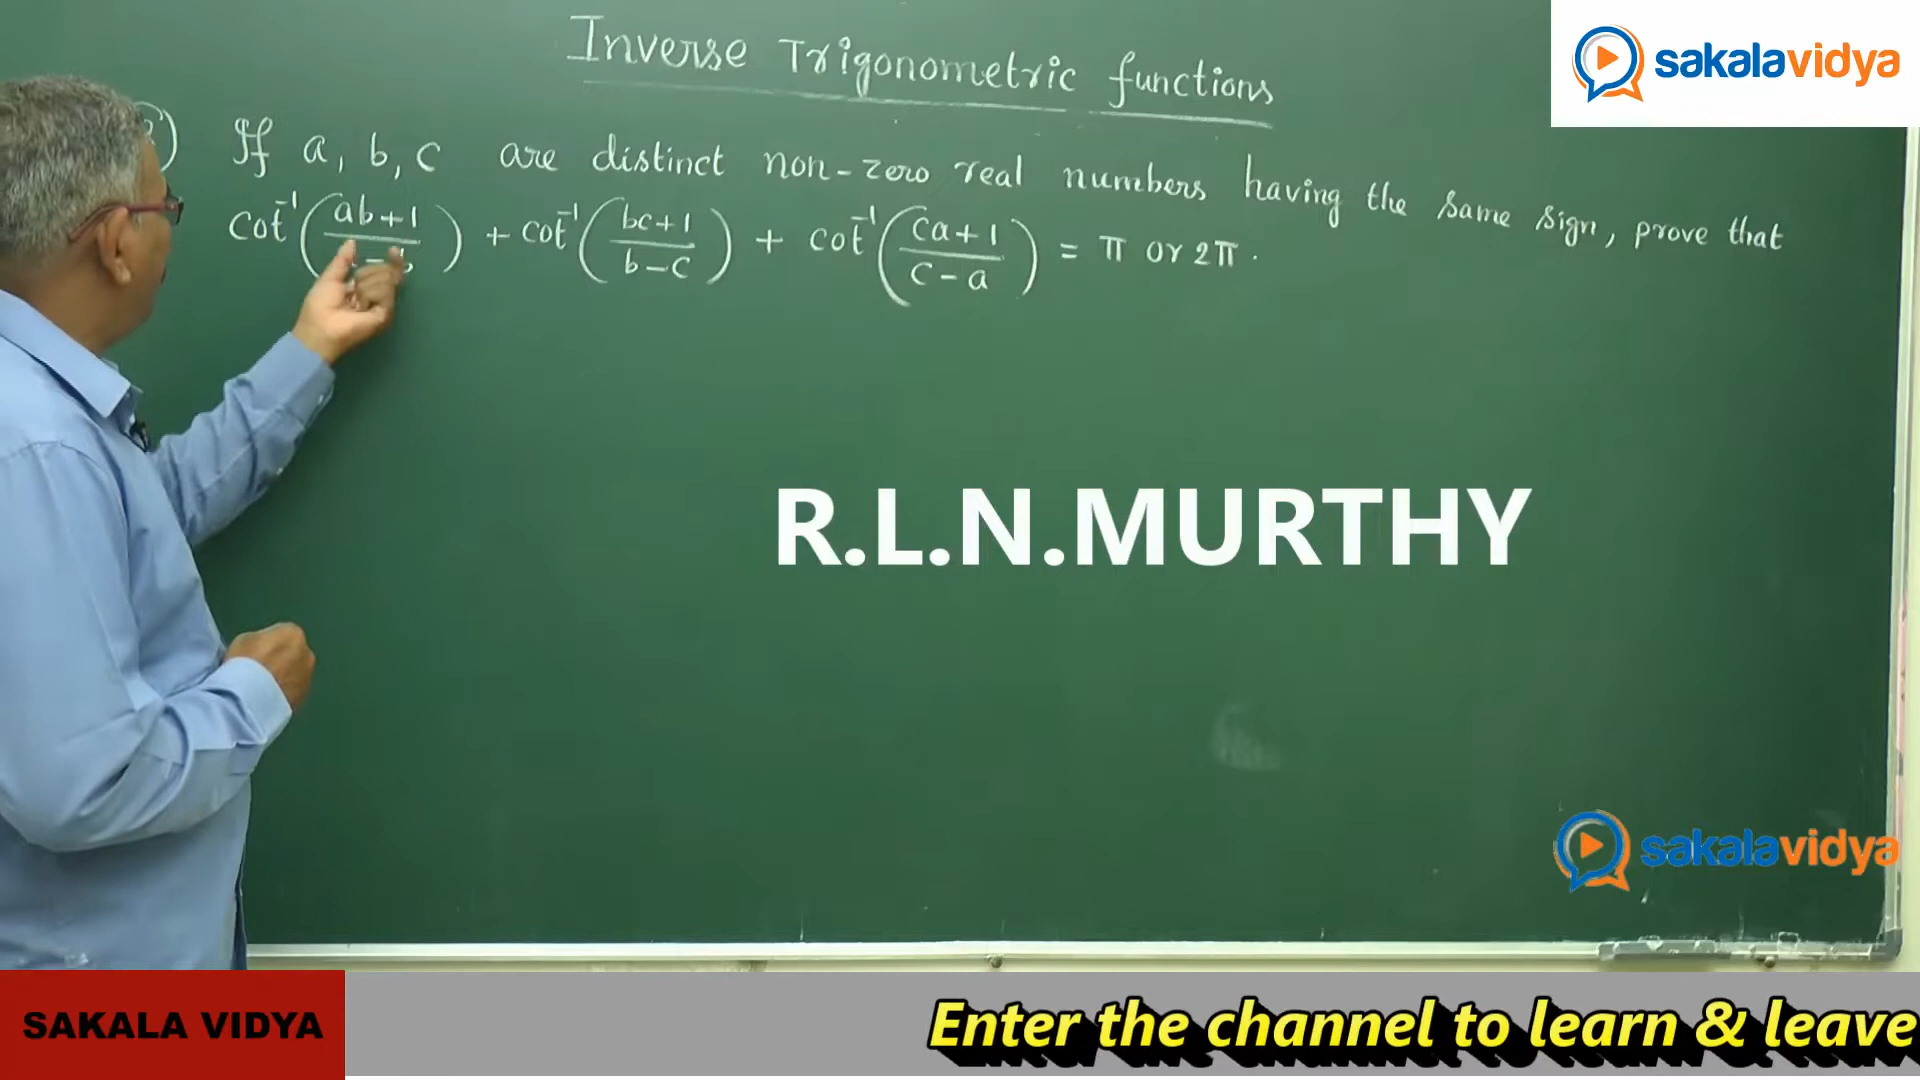 Inverse Trigonometric functions
sakalavidya
If a, b, c are distinct non-zero real numbers having the same sign, prove that
cot⁻¹((ab+1)/ ) + cot⁻¹((bc+1)/(b-c)) + cot⁻¹((ca+1)/(c-a)) = π or 2π.
R.L.N.MURTHY
sakalavidya
SAKALA VIDYA
Enter the channel to learn & leave